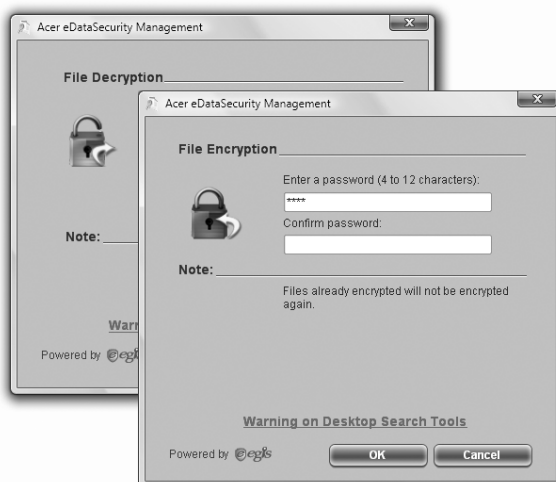 Acer eDataSecurity Management
x
File Decryption
Note:
Powered by
Acer eDataSecurity Management
x
File Encryption
Enter a password (4 to 12 characters):
****
Confirm password:
Note:
Files already encrypted will not be encrypted
again.
Warning on Desktop Search Tools
Powered by egis
OK
Cancel